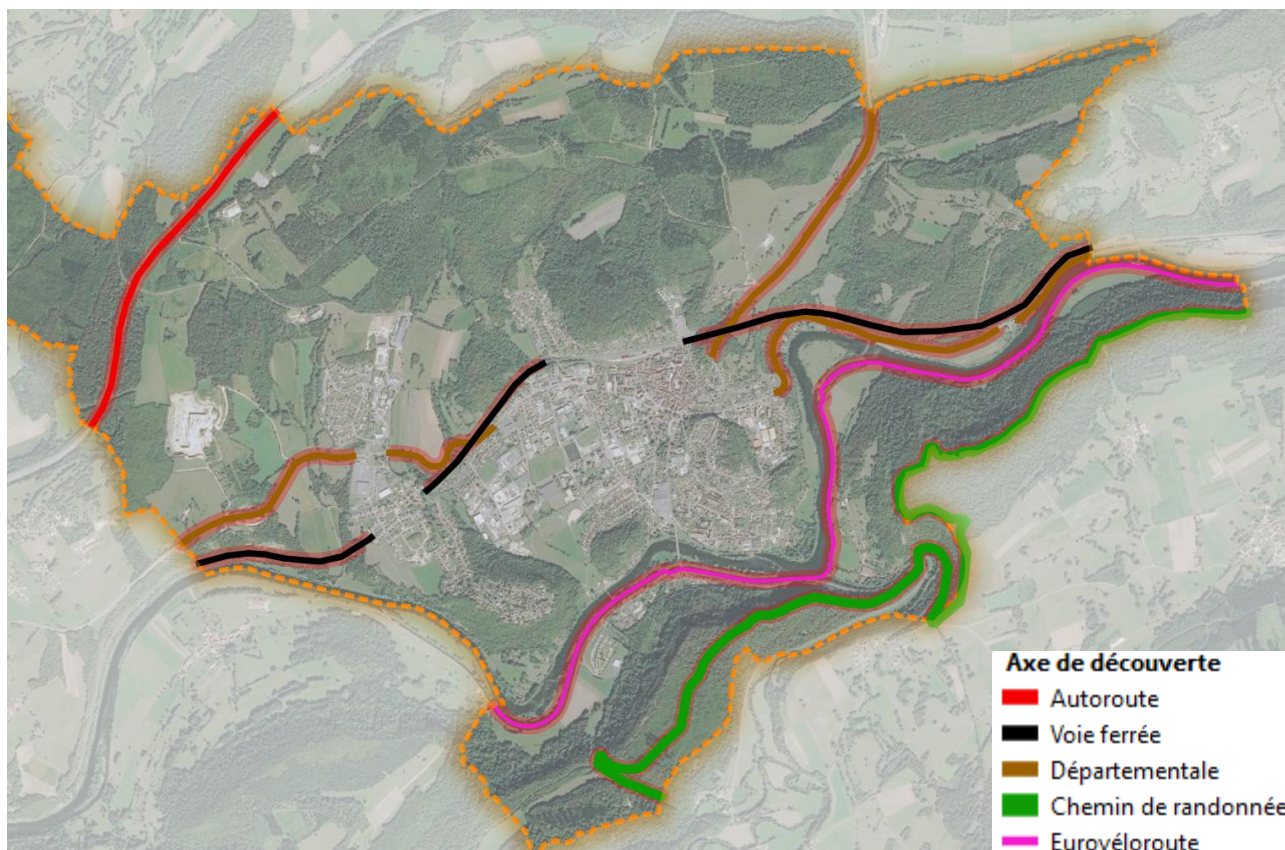 Axe de découverte
Autoroute
Voie ferrée
Départementale
Chemin de randonnée
Eurovéloroute